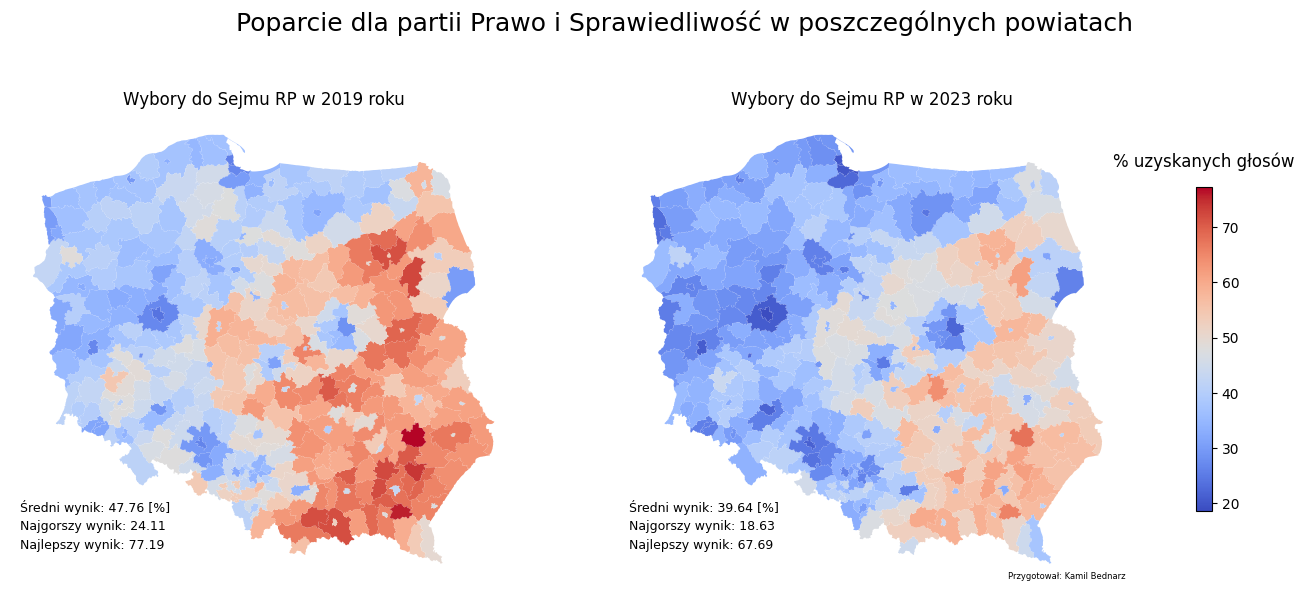 Poparcie dla partii Prawo i Sprawiedliwość w poszczególnych powiatach
Wybory do Sejmu RP w 2019 roku
Wybory do Sejmu RP w 2023 roku
% uzyskanych głosów
70
60
50
40
30
20
Średni wynik: 47.76 [%]
Najgorszy wynik: 24.11
Najlepszy wynik: 77.19
Średni wynik: 39.64 [%]
Najgorszy wynik: 18.63
Najlepszy wynik: 67.69
Przygotował: Kamil Bednarz